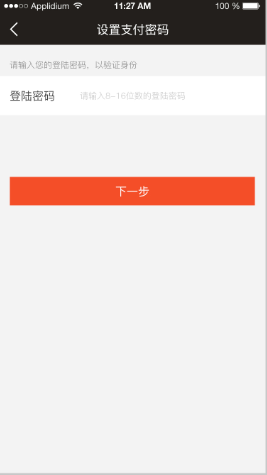 ●●●○○ Applidium 11:27 AM 100 %
设置支付密码
请输入您的登陆密码，以验证身份
登陆密码 请输入8-16位数的登陆密码
下一步